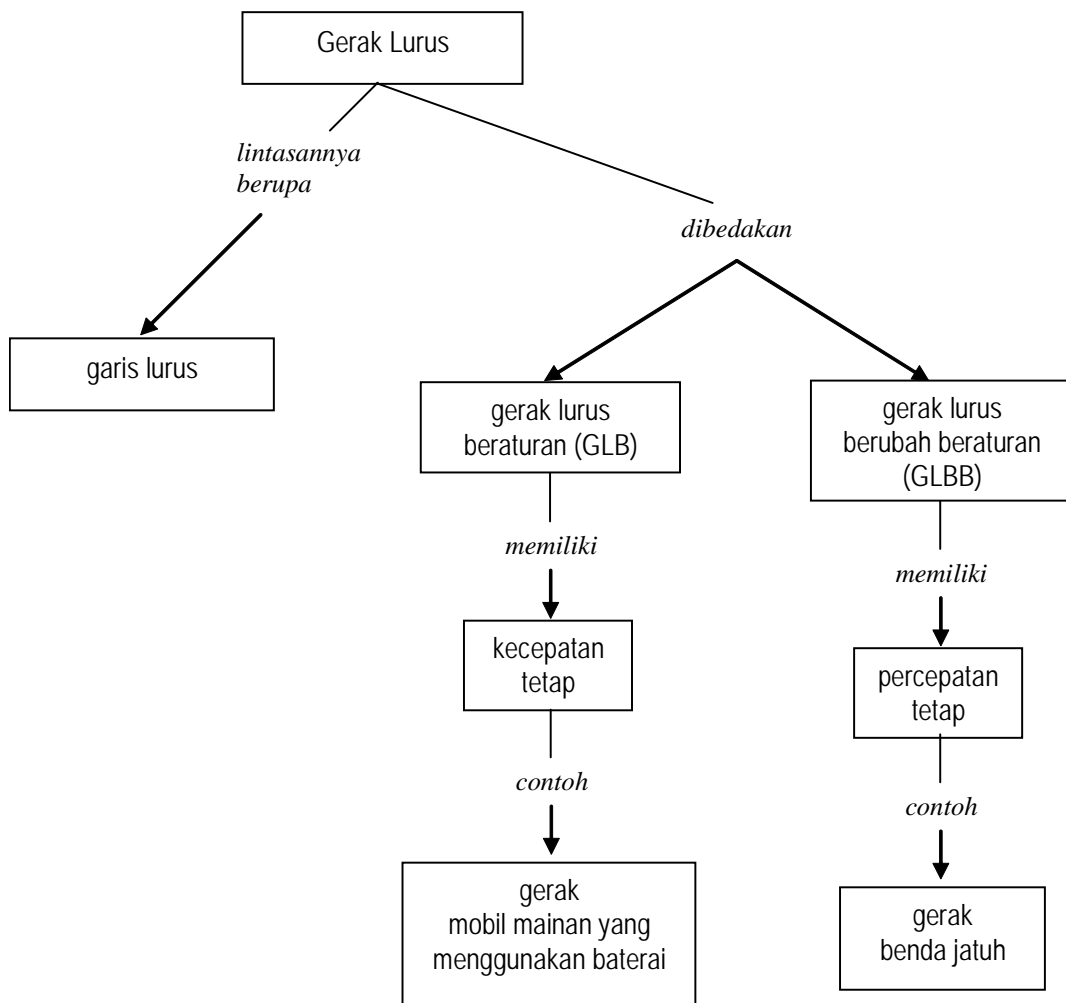 Gerak Lurus
lintasannya
berupa
dibedakan
garis lurus
gerak lurus
beraturan (GLB)
gerak lurus
berubah beraturan
(GLBB)
memiliki
memiliki
kecepatan
tetap
percepatan
tetap
contoh
contoh
gerak
mobil mainan yang
menggunakan baterai
gerak
benda jatuh